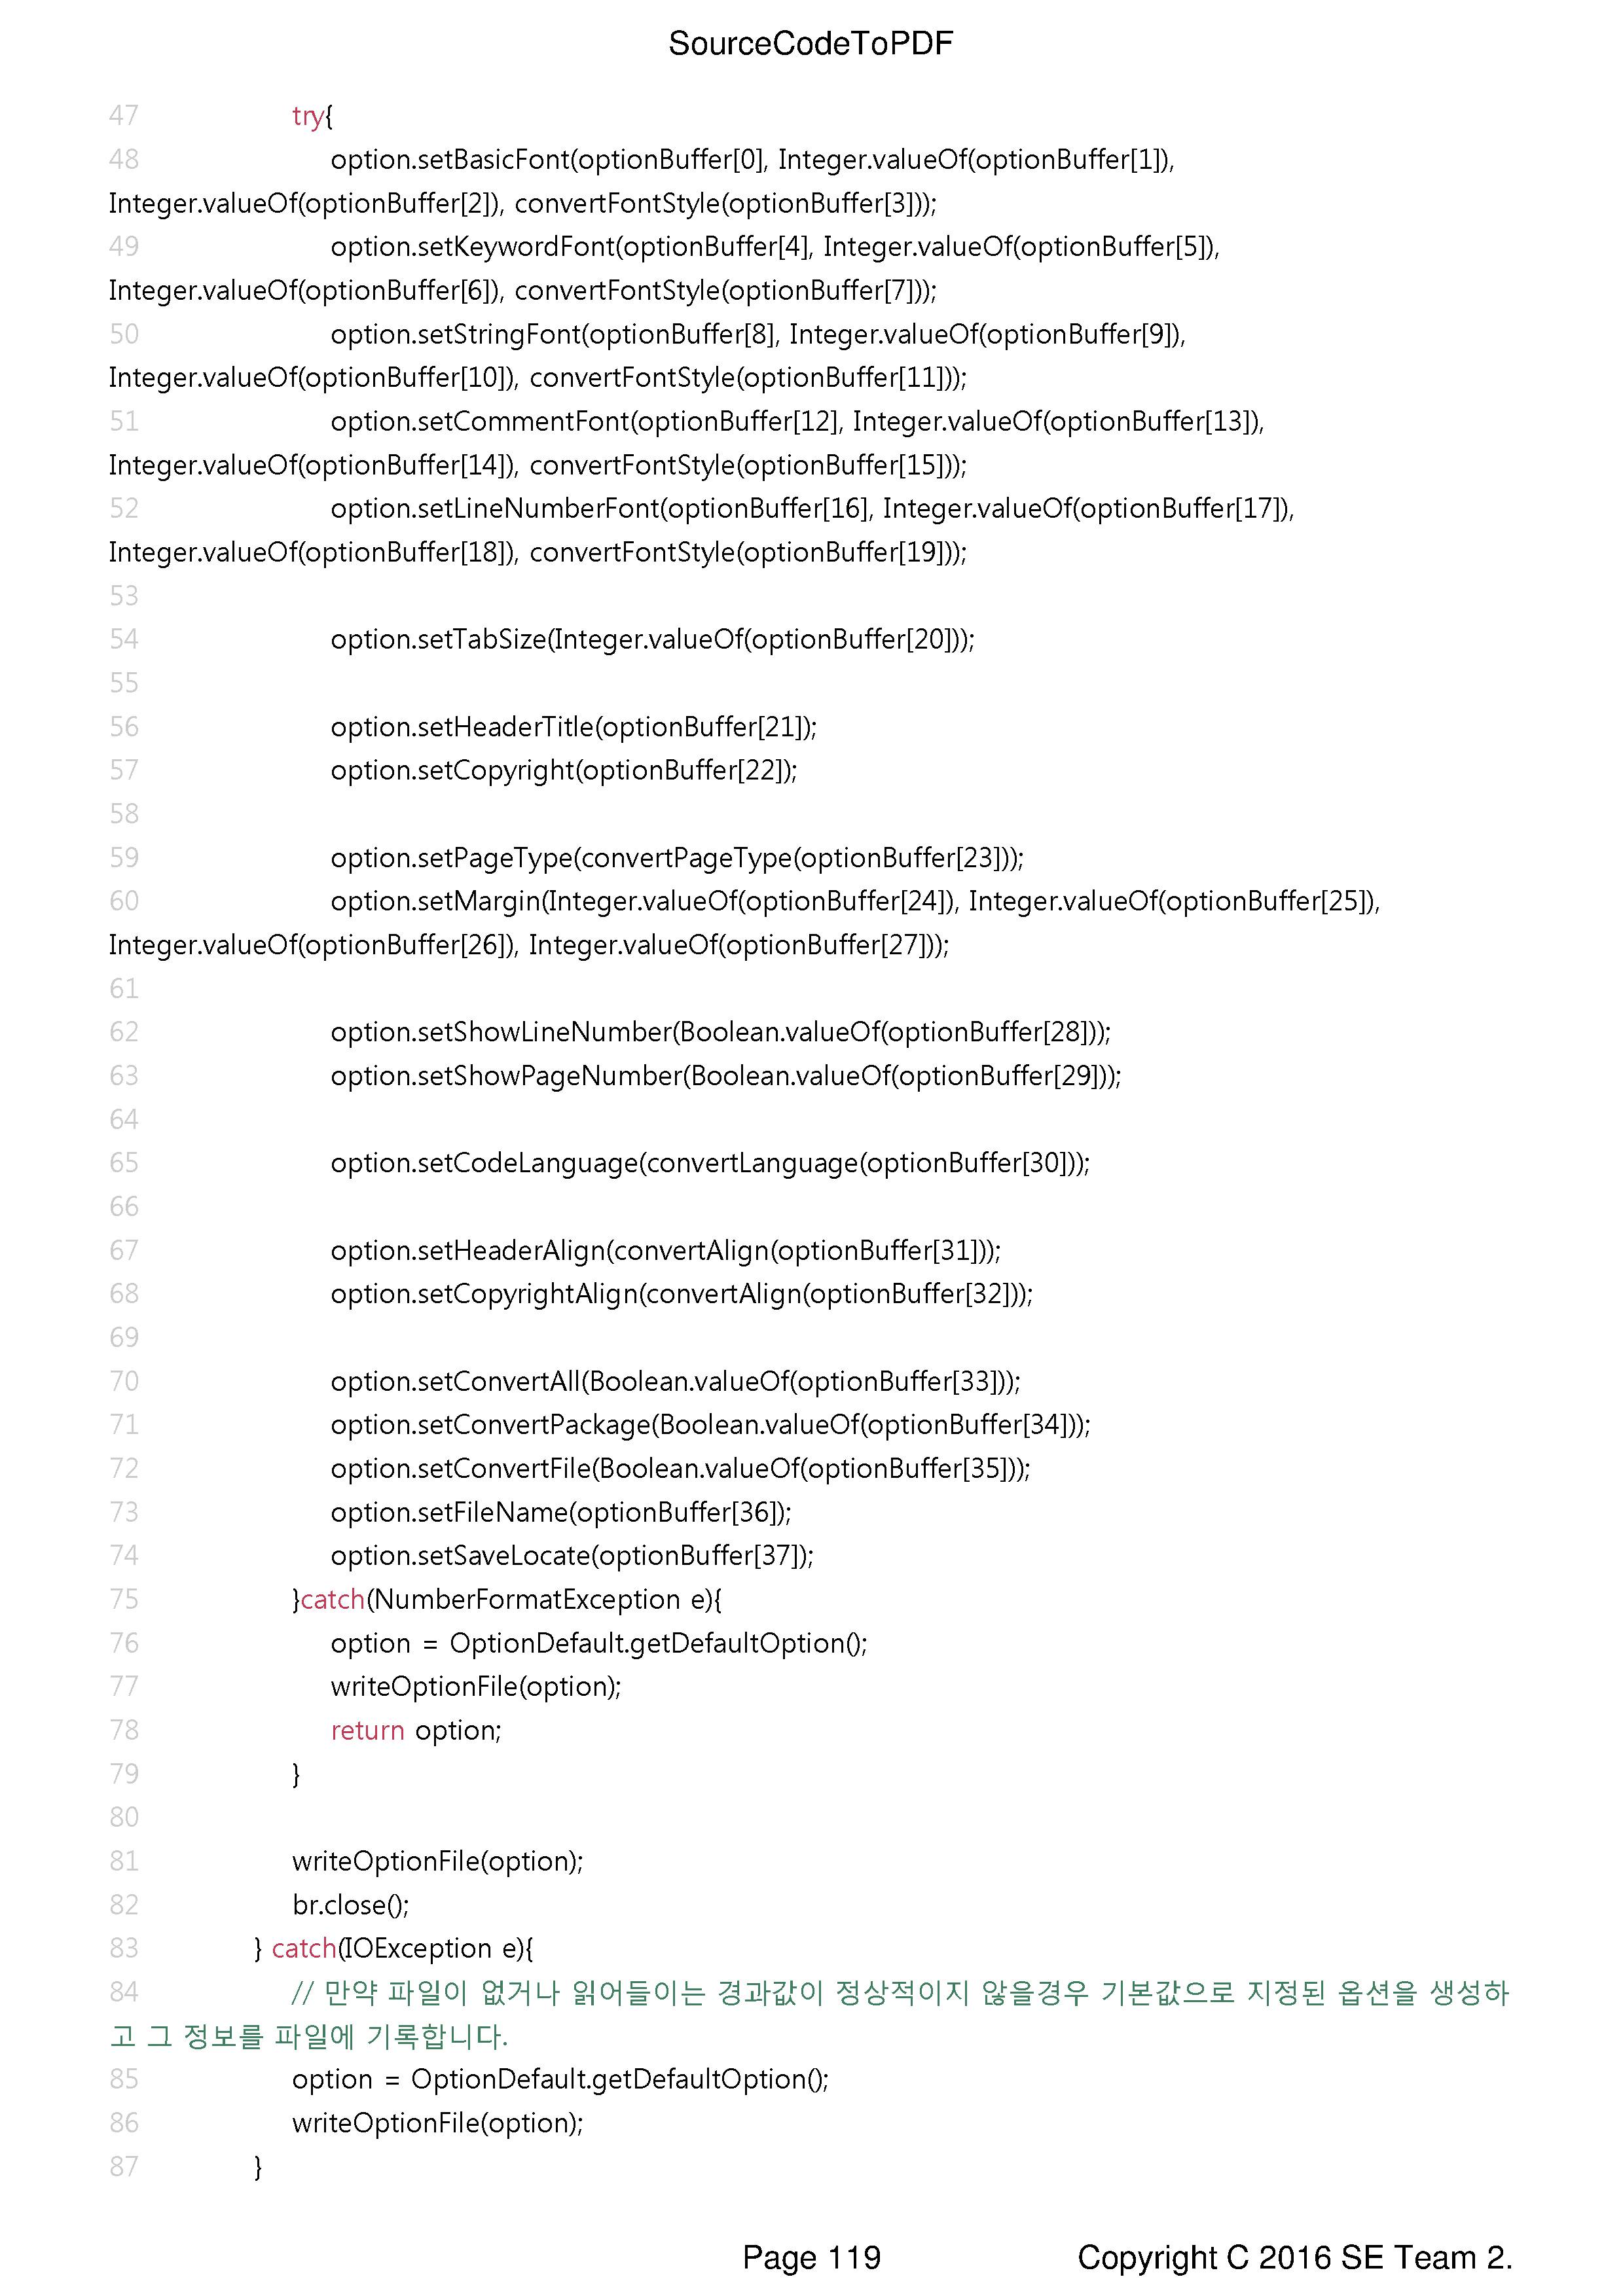 SourceCodeToPDF
47 try{
48 option.setBasicFont(optionBuffer[0], Integer.valueOf(optionBuffer[1]),
Integer.valueOf(optionBuffer[2]), convertFontStyle(optionBuffer[3]));
49 option.setKeywordFont(optionBuffer[4], Integer.valueOf(optionBuffer[5]),
Integer.valueOf(optionBuffer[6]), convertFontStyle(optionBuffer[7]));
50 option.setStringFont(optionBuffer[8], Integer.valueOf(optionBuffer[9]),
Integer.valueOf(optionBuffer[10]), convertFontStyle(optionBuffer[11]));
51 option.setCommentFont(optionBuffer[12], Integer.valueOf(optionBuffer[13]),
Integer.valueOf(optionBuffer[14]), convertFontStyle(optionBuffer[15]));
52 option.setLineNumberFont(optionBuffer[16], Integer.valueOf(optionBuffer[17]),
Integer.valueOf(optionBuffer[18]), convertFontStyle(optionBuffer[19]));
53
54 option.setTabSize(Integer.valueOf(optionBuffer[20]));
55
56 option.setHeaderTitle(optionBuffer[21]);
57 option.setCopyright(optionBuffer[22]);
58
59 option.setPageType(convertPageType(optionBuffer[23]));
60 option.setMargin(Integer.valueOf(optionBuffer[24]), Integer.valueOf(optionBuffer[25]),
Integer.valueOf(optionBuffer[26]), Integer.valueOf(optionBuffer[27]));
61
62 option.setShowLineNumber(Boolean.valueOf(optionBuffer[28]));
63 option.setShowPageNumber(Boolean.valueOf(optionBuffer[29]));
64
65 option.setCodeLanguage(convertLanguage(optionBuffer[30]));
66
67 option.setHeaderAlign(convertAlign(optionBuffer[31]));
68 option.setCopyrightAlign(convertAlign(optionBuffer[32]));
69
70 option.setConvertAll(Boolean.valueOf(optionBuffer[33]));
71 option.setConvertPackage(Boolean.valueOf(optionBuffer[34]));
72 option.setConvertFile(Boolean.valueOf(optionBuffer[35]));
73 option.setFileName(optionBuffer[36]);
74 option.setSaveLocate(optionBuffer[37]);
75 }catch(NumberFormatException e){
76 option = OptionDefault.getDefaultOption();
77 writeOptionFile(option);
78 return option;
79 }
80
81 writeOptionFile(option);
82 br.close();
83 } catch(IOException e){
84 // 만약 파일이 없거나 읽어들이는 경과값이 정상적이지 않을경우 기본값으로 지정된 옵션을 생성하
고 그 정보를 파일에 기록합니다.
85 option = OptionDefault.getDefaultOption();
86 writeOptionFile(option);
87 }
Page 119 Copyright C 2016 SE Team 2.